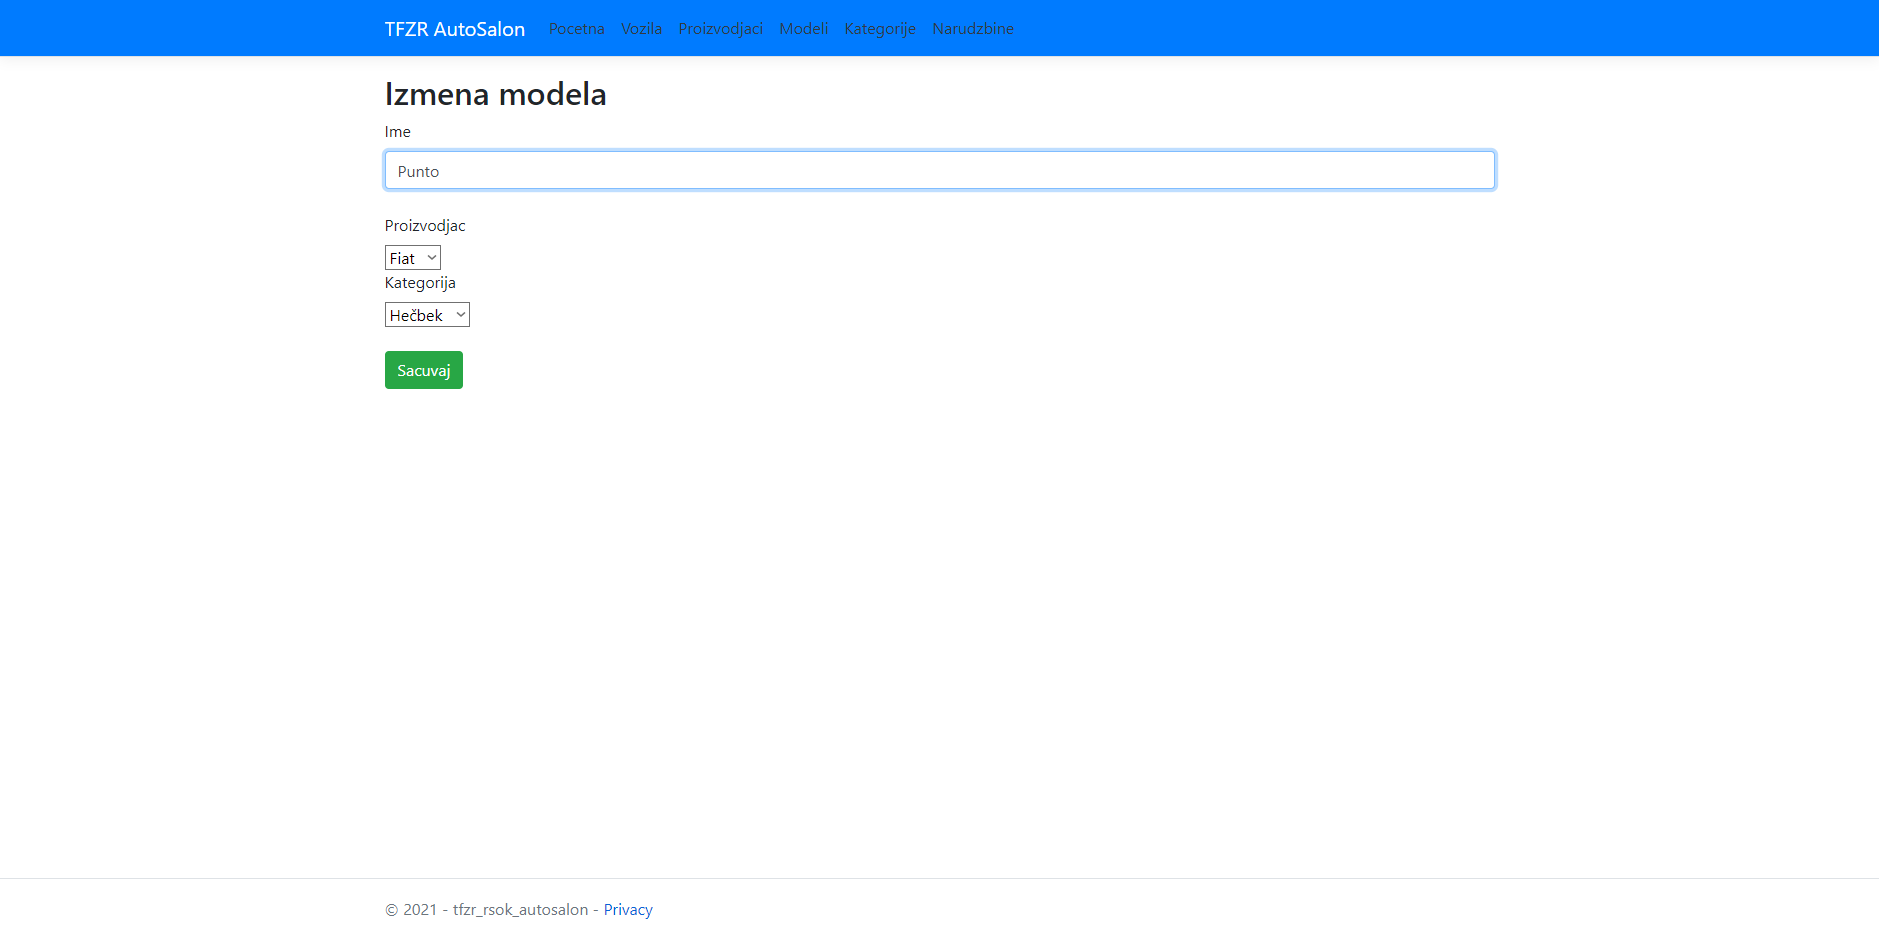 TFZR AutoSalon Pocetna Vozila Proizvodjaci Modeli Kategorije Narudzbine
Izmena modela
Ime
Punto
Proizvodjac
Fiat
Kategorija
Hečbek
Sacuvaj
© 2021 - tfzr_rsok_autosalon - Privacy